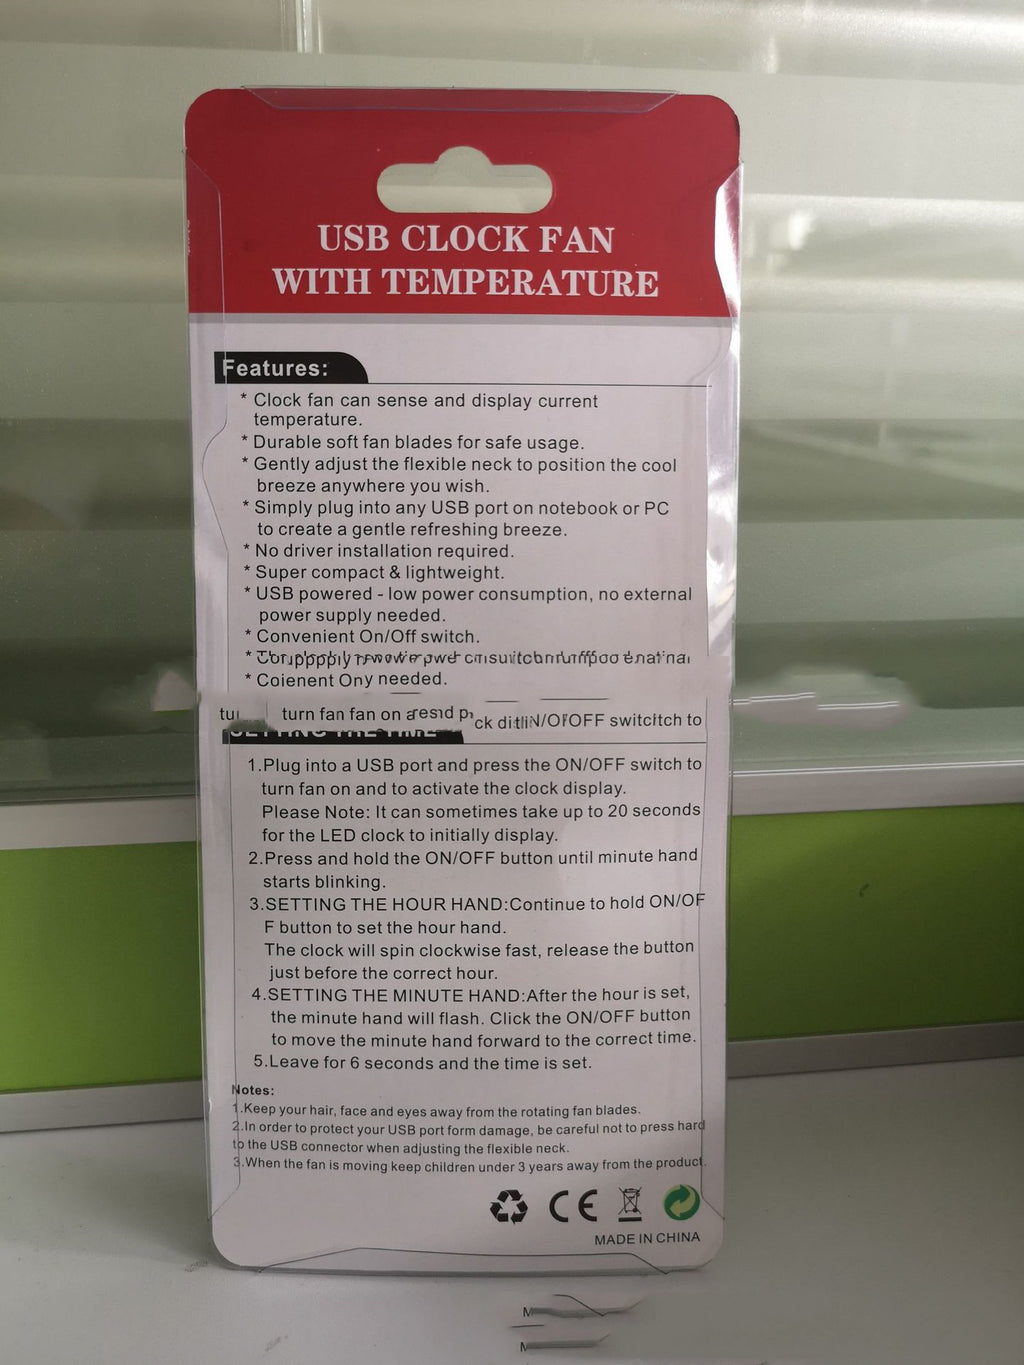 USB CLOCK FAN
WITH TEMPERATURE
Features:
* Clock fan can sense and display current
temperature.
* Durable soft fan blades for safe usage.
* Gently adjust the flexible neck to position the cool
breeze anywhere you wish.
* Simply plug into any USB port on notebook or PC
to create a gentle refreshing breeze.
* No driver installation required.
* Super compact & lightweight.
* USB powered - low power consumption, no external
power supply needed.
* Convenient On/Off switch.
* Coienent Ony needed.
turn fan fan on switcitch to
1.Plug into a USB port and press the ON/OFF switch to
turn fan on and to activate the clock display.
Please Note: It can sometimes take up to 20 seconds
for the LED clock to initially display.
2.Press and hold the ON/OFF button until minute hand
starts blinking.
3.SETTING THE HOUR HAND:Continue to hold ON/OF
F button to set the hour hand.
The clock will spin clockwise fast, release the button
just before the correct hour.
4.SETTING THE MINUTE HAND:After the hour is set,
the minute hand will flash. Click the ON/OFF button
to move the minute hand forward to the correct time.
5.Leave for 6 seconds and the time is set.
Notes:
1.Keep your hair, face and eyes away from the rotating fan blades.
2.In order to protect your USB port form damage, be careful not to press hard
to the USB connector when adjusting the flexible neck.
3.When the fan is moving keep children under 3 years away from the product.
CE
MADE IN CHINA